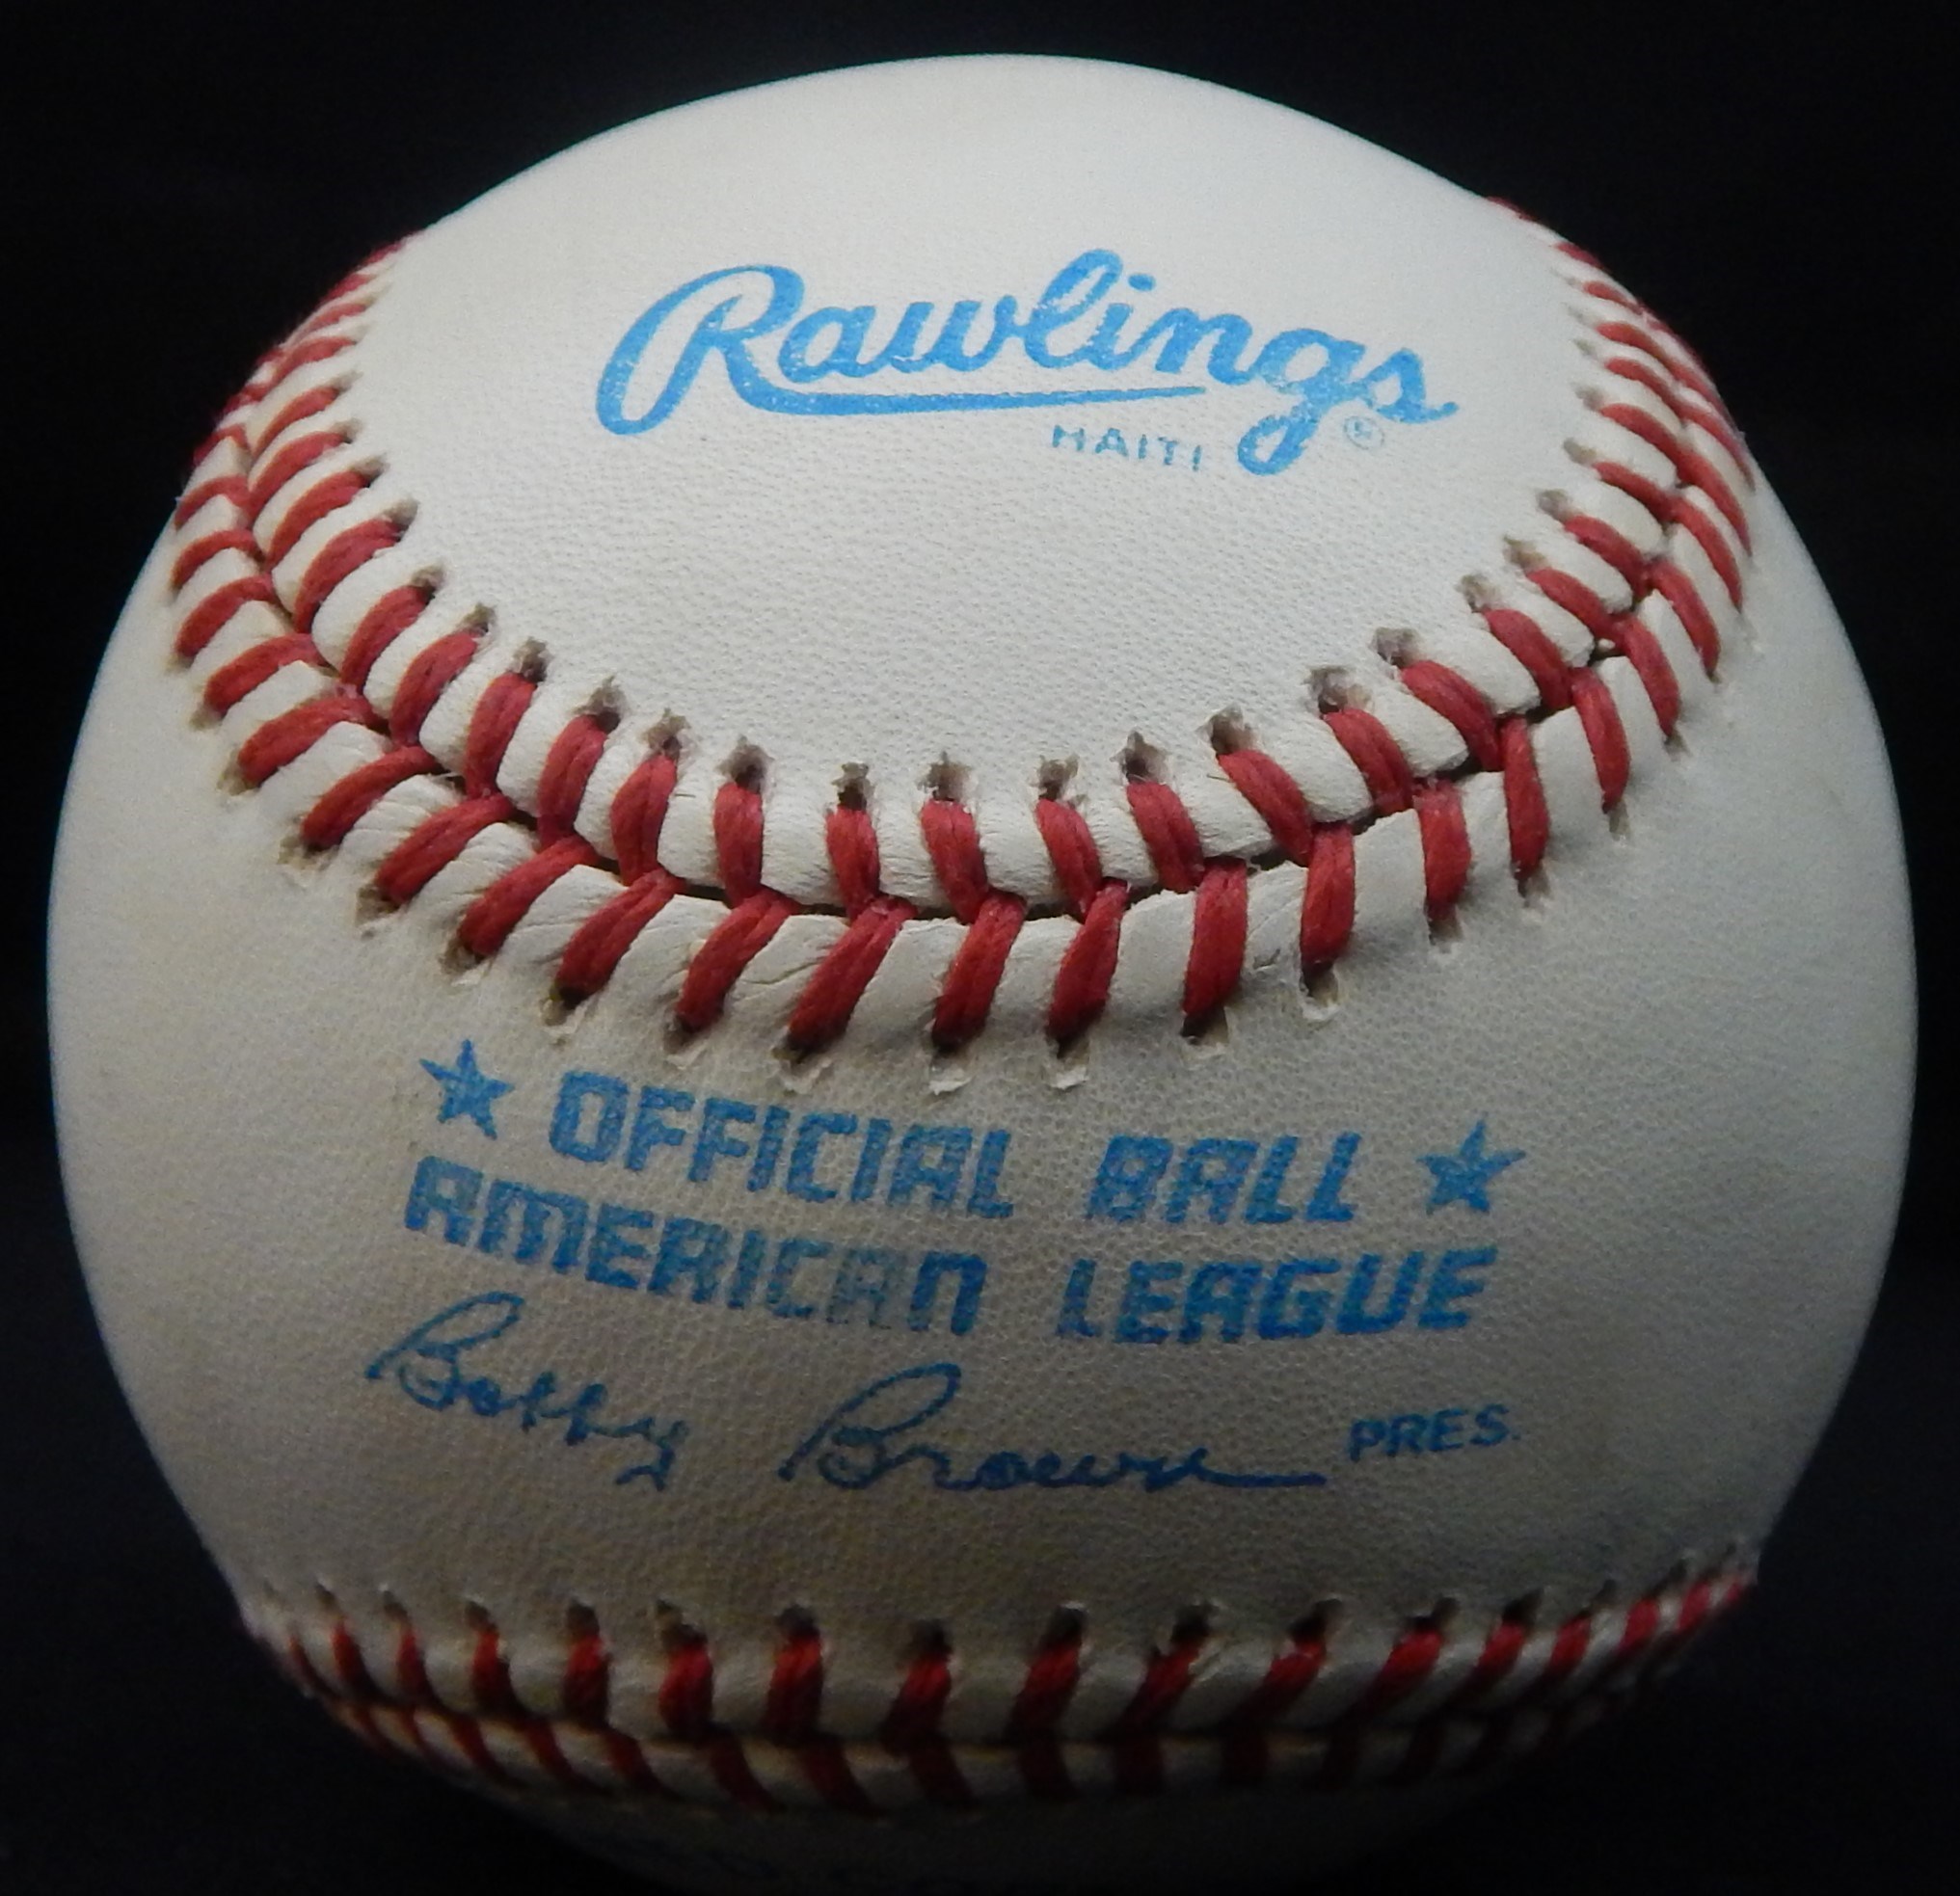 Rawlings
HAITI ®
★ OFFICIAL BALL ★
AMERICAN LEAGUE
Bobby Brown PRES.